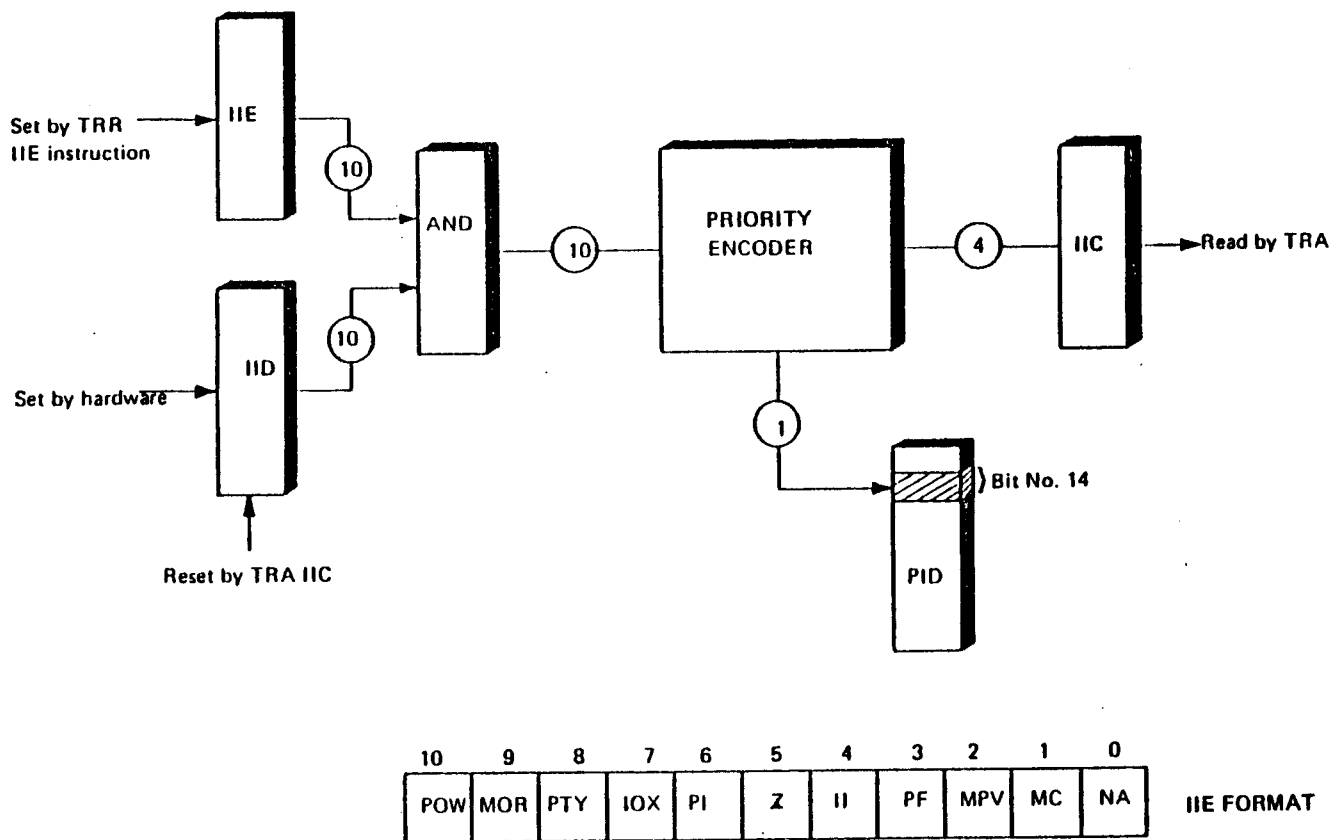 IIE
Set by TRR
IIE instruction
10
AND
PRIORITY
ENCODER
10
4
IIC
Read by TRA
IID
10
Set by hardware
1
Bit No. 14
Reset by TRA IIC
PID
10 9 8 7 6 5 4 3 2 1 0
POW MOR PTY IOX PI Z II PF MPV MC NA IIE FORMAT